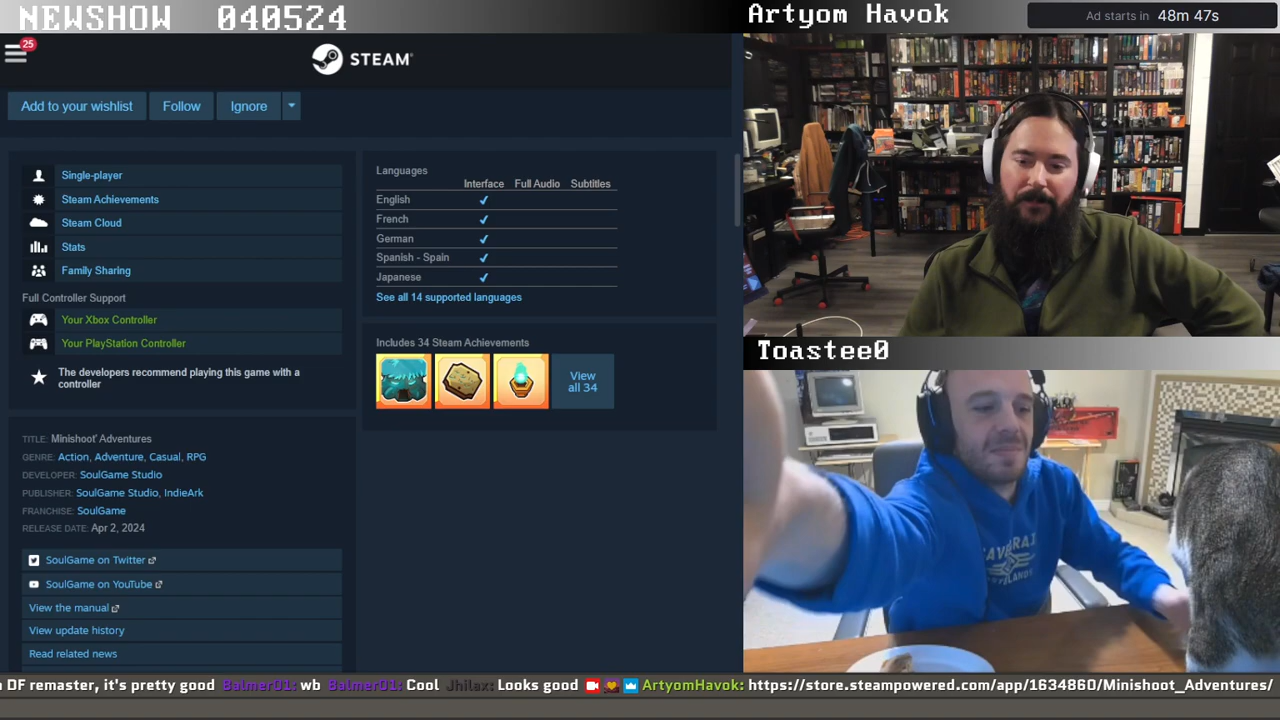 NEWSHOW 040524
Artyom Havok
Ad starts in 48m 47s
25
STEAM
Add to your wishlist
Follow
Ignore
Single-player
Steam Achievements
Steam Cloud
Stats
Family Sharing
Full Controller Support
Your Xbox Controller
Your PlayStation Controller
The developers recommend playing this game with a
controller
Languages
Interface Full Audio Subtitles
English ✔
French ✔
German ✔
Spanish - Spain ✔
Japanese ✔
See all 14 supported languages
Includes 34 Steam Achievements
View
all 34
TITLE: Minishoot' Adventures
GENRE: Action, Adventure, Casual, RPG
DEVELOPER: SoulGame Studio
PUBLISHER: SoulGame Studio, IndieArk
FRANCHISE: SoulGame
RELEASE DATE: Apr 2, 2024
SoulGame on Twitter
SoulGame on YouTube
View the manual
View update history
Read related news
Toastee0
DF remaster, it's pretty good Balmer01: wb Balmer01: Cool Jhilax: Looks good ArtyomHavok: https://store.steampowered.com/app/1634860/Minishoot_Adventures/